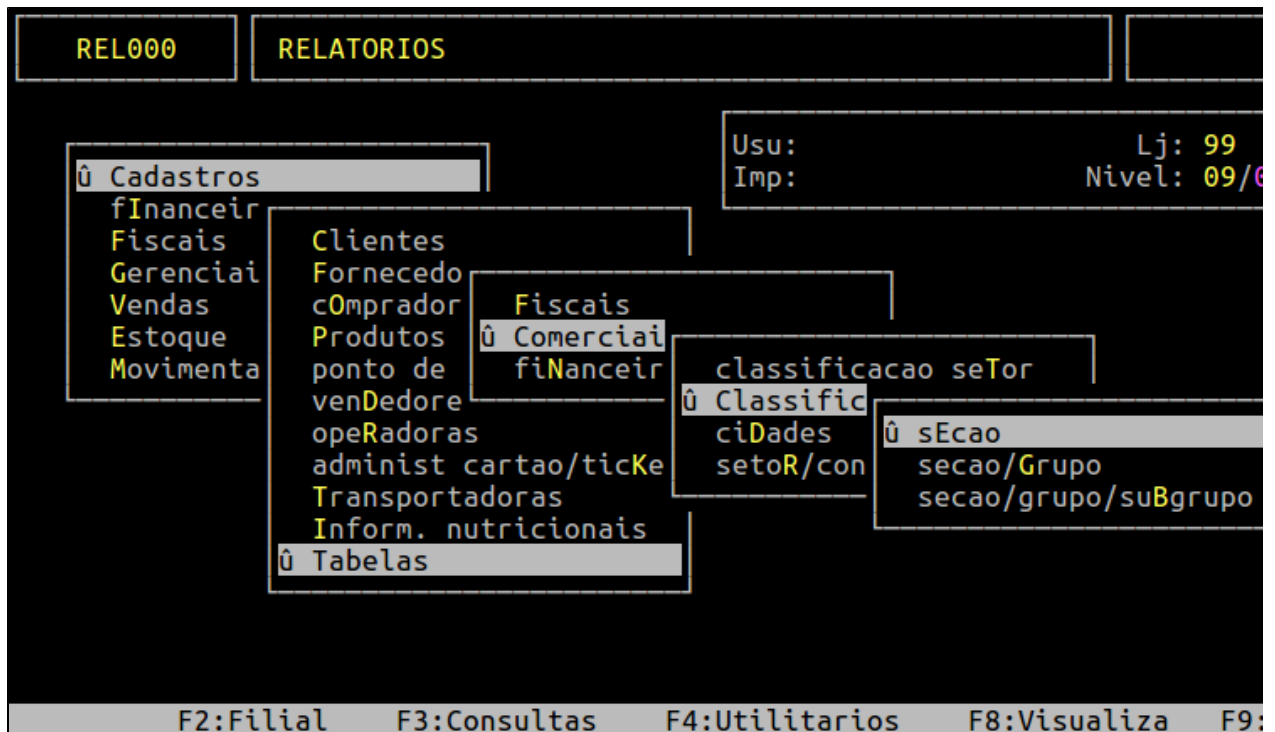 REL000 RELATORIOS
Usu: Lj: 99
Imp: Nivel: 09/0
û Cadastros
fInanceir
Fiscais
Gerenciai
Vendas
Estoque
Movimenta
Clientes
Fornecedo
cOmprador
Produtos
ponto de
venDedore
opeRadoras
administ cartao/ticKe
Transportadoras
Inform. nutricionais
û Tabelas
Fiscais
û Comerciai
fiNanceir
classificacao seTor
û Classific
ciDades
setoR/con
û sEcao
secao/Grupo
secao/grupo/suBgrupo
F2:Filial F3:Consultas F4:Utilitarios F8:Visualiza F9: